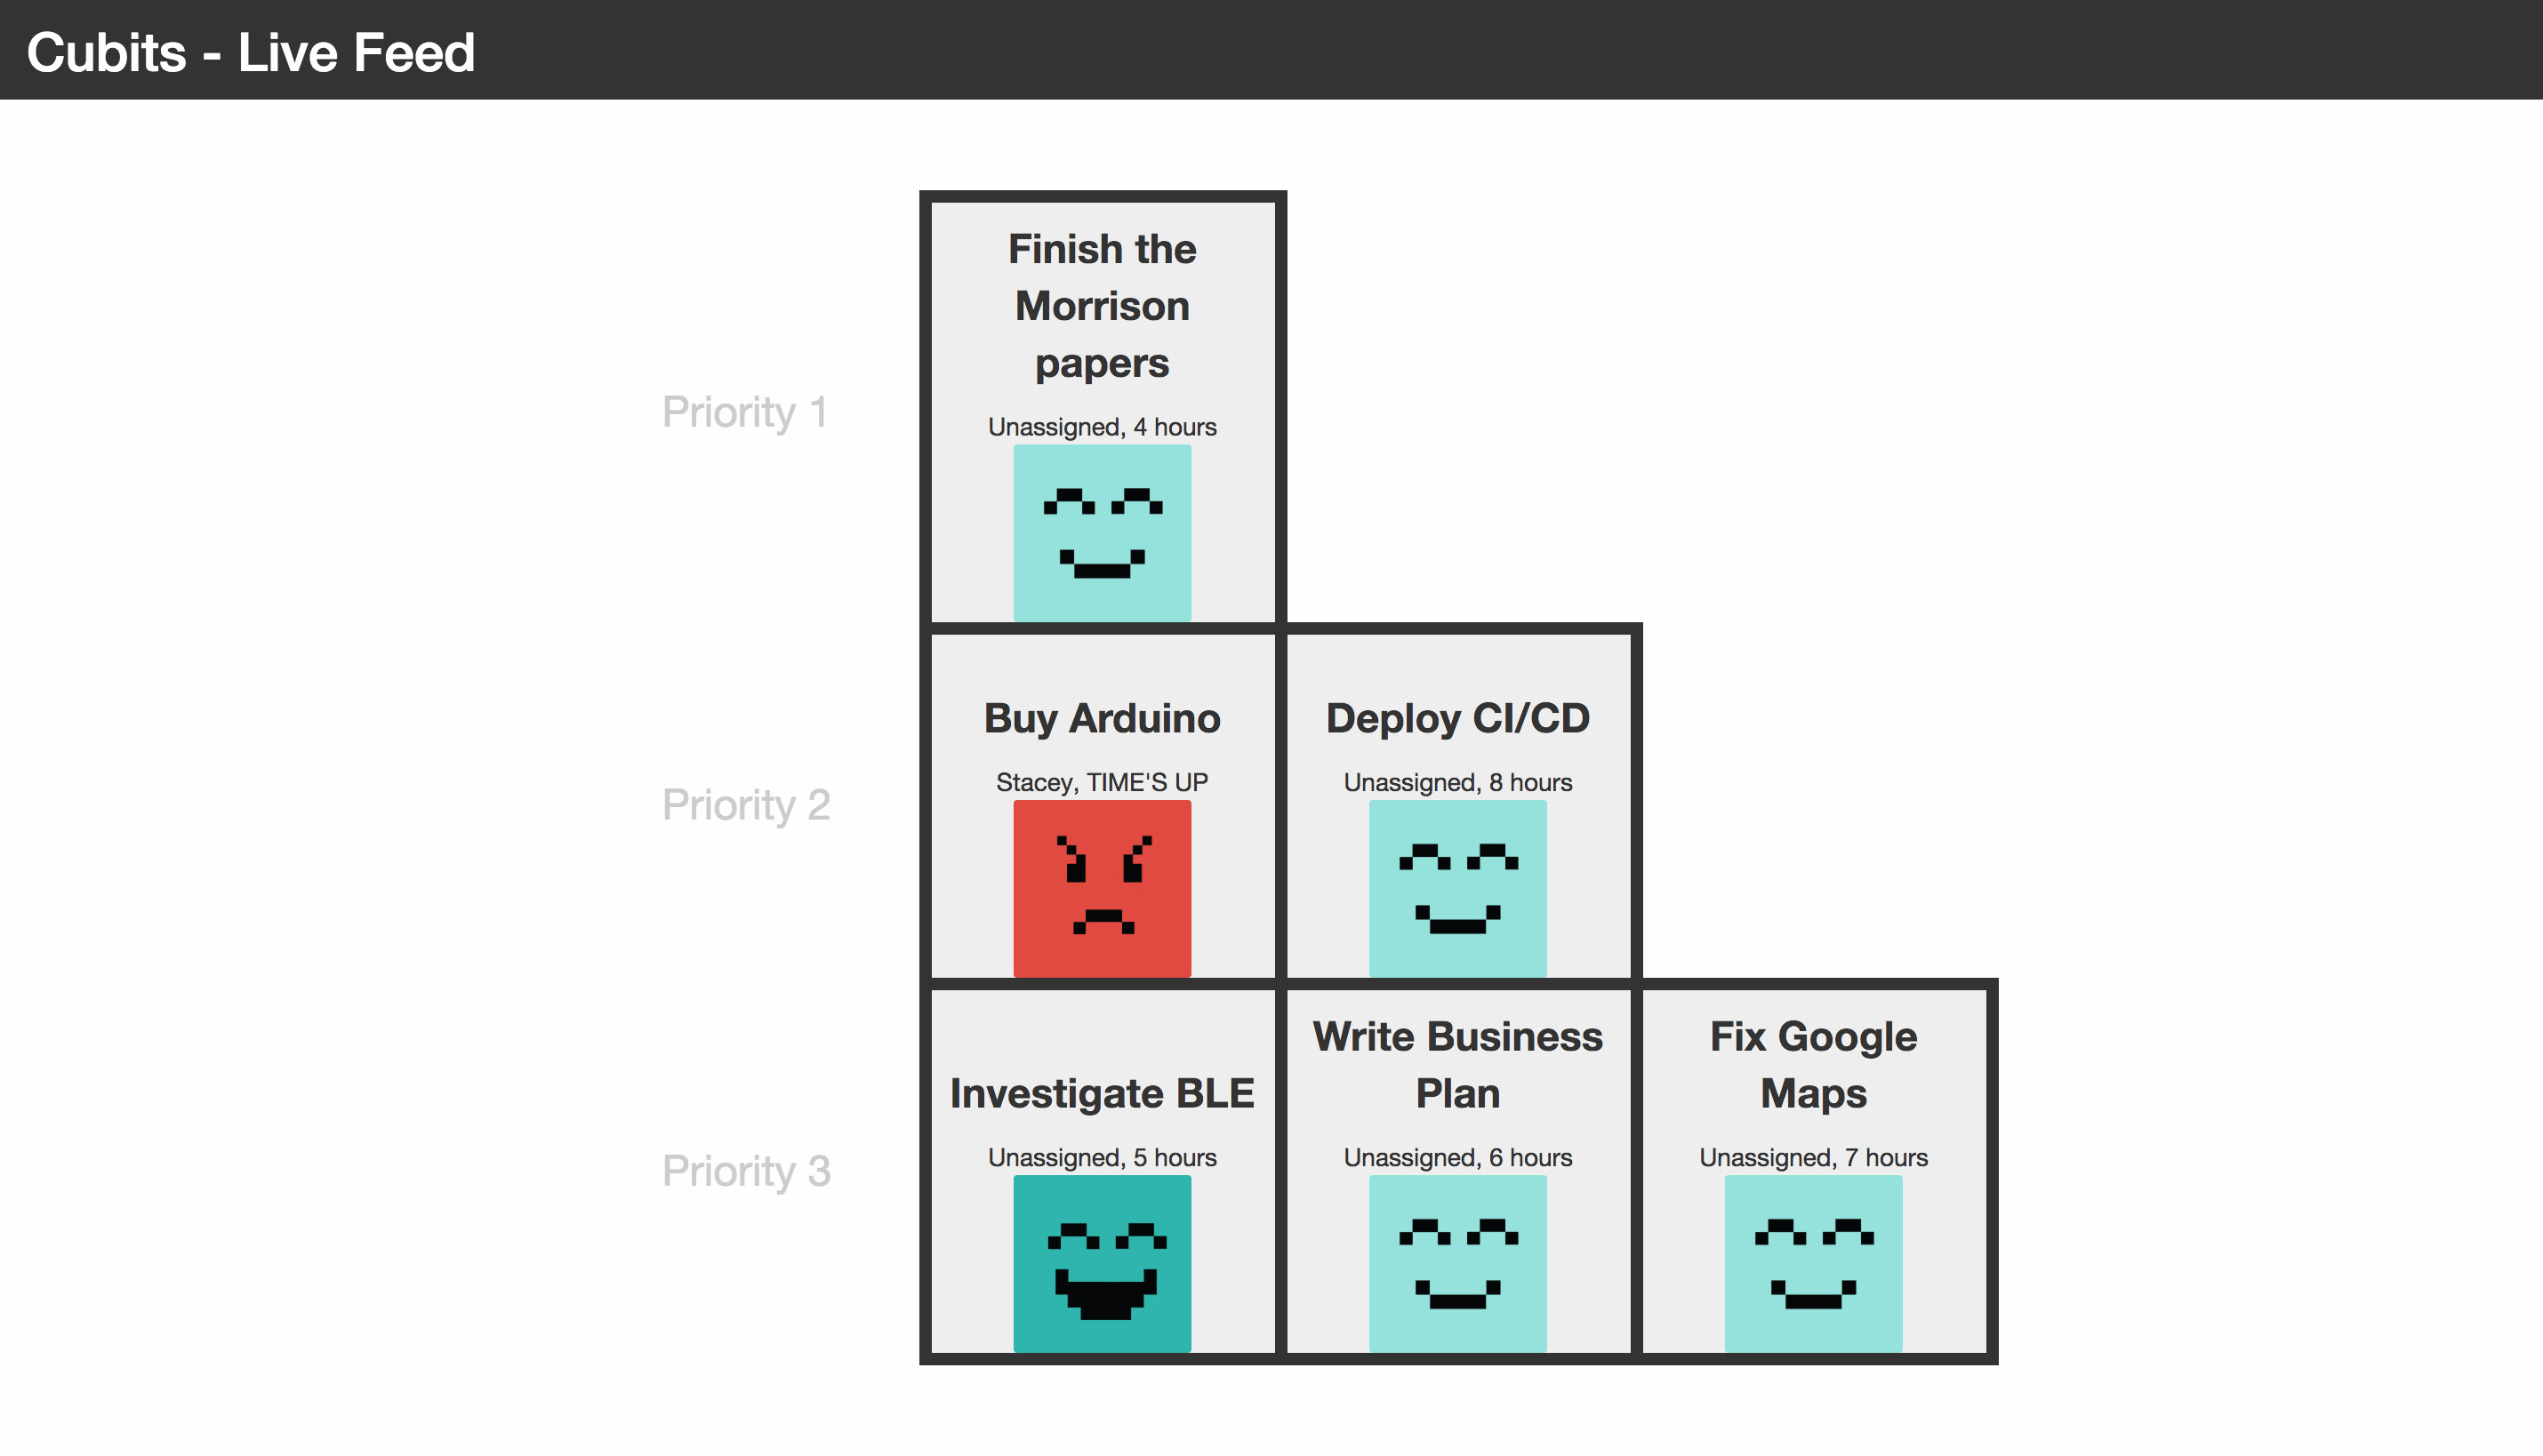 Cubits - Live Feed
Priority 1
Finish the
Morrison
papers
Unassigned, 4 hours
Priority 2
Buy Arduino
Stacey, TIME'S UP
Deploy CI/CD
Unassigned, 8 hours
Priority 3
Investigate BLE
Unassigned, 5 hours
Write Business
Plan
Unassigned, 6 hours
Fix Google
Maps
Unassigned, 7 hours